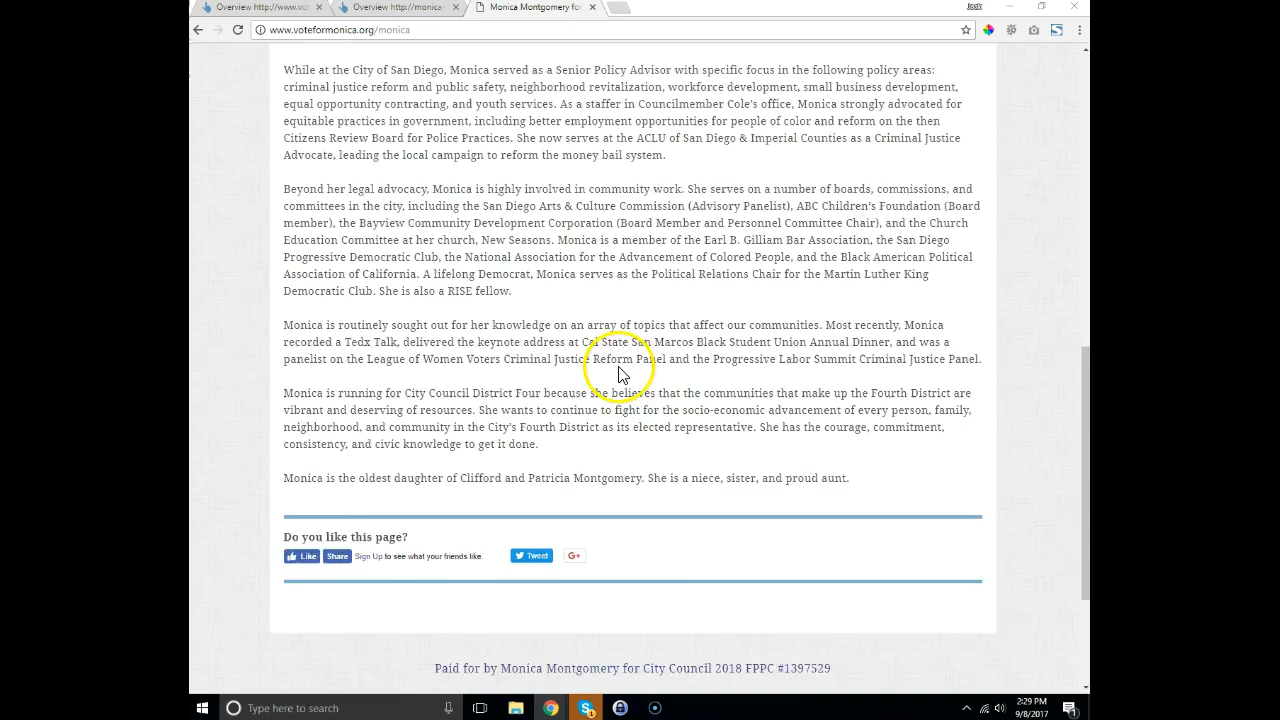 Overview http://www.vot
Overview http://monicar
Monica Montgomery for
www.voteformonica.org/monica
While at the City of San Diego, Monica served as a Senior Policy Advisor with specific focus in the following policy areas:
criminal justice reform and public safety, neighborhood revitalization, workforce development, small business development,
equal opportunity contracting, and youth services. As a staffer in Councilmember Cole's office, Monica strongly advocated for
equitable practices in government, including better employment opportunities for people of color and reform on the then
Citizens Review Board for Police Practices. She now serves at the ACLU of San Diego & Imperial Counties as a Criminal Justice
Advocate, leading the local campaign to reform the money bail system.
Beyond her legal advocacy, Monica is highly involved in community work. She serves on a number of boards, commissions, and
committees in the city, including the San Diego Arts & Culture Commission (Advisory Panelist), ABC Children's Foundation (Board
member), the Bayview Community Development Corporation (Board Member and Personnel Committee Chair), and the Church
Education Committee at her church, New Seasons. Monica is a member of the Earl B. Gilliam Bar Association, the San Diego
Progressive Democratic Club, the National Association for the Advancement of Colored People, and the Black American Political
Association of California. A lifelong Democrat, Monica serves as the Political Relations Chair for the Martin Luther King
Democratic Club. She is also a RISE fellow.
Monica is routinely sought out for her knowledge on an array of topics that affect our communities. Most recently, Monica
recorded a Tedx Talk, delivered the keynote address at Cal State San Marcos Black Student Union Annual Dinner, and was a
panelist on the League of Women Voters Criminal Justice Reform Panel and the Progressive Labor Summit Criminal Justice Panel.
Monica is running for City Council District Four because she believes that the communities that make up the Fourth District are
vibrant and deserving of resources. She wants to continue to fight for the socio-economic advancement of every person, family,
neighborhood, and community in the City's Fourth District as its elected representative. She has the courage, commitment,
consistency, and civic knowledge to get it done.
Monica is the oldest daughter of Clifford and Patricia Montgomery. She is a niece, sister, and proud aunt.
Do you like this page?
Like Share Sign Up to see what your friends like. Tweet G+
Paid for by Monica Montgomery for City Council 2018 FPPC #1397529
Type here to search
2:29 PM
9/8/2017